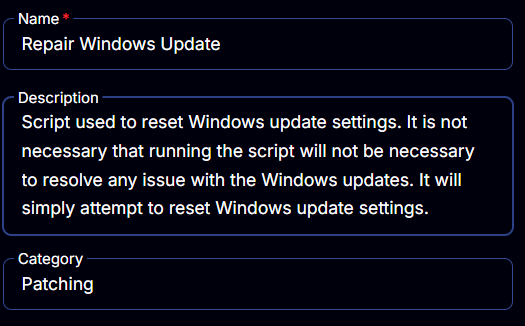 Name *
Repair Windows Update
Description
Script used to reset Windows update settings. It is not
necessary that running the script will not be necessary
to resolve any issue with the Windows updates. It will
simply attempt to reset Windows update settings.
Category
Patching